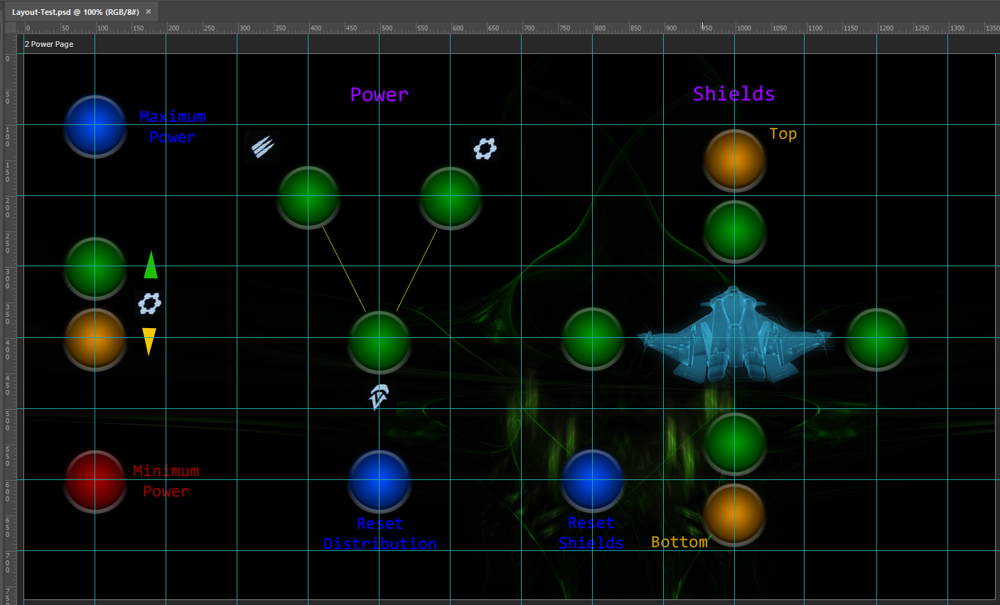 Layout-Test.psd @ 100% (RGB/8#) ×
0 50 100 150 200 250 300 350 400 450 500 550 600 650 700 750 800 850 900 950 1000 1050 1100 1150 1200 1250 1300 1350
2 Power Page
0
50
100
150
200
250
300
350
400
450
500
550
600
650
700
Power
Shields
Maximum
Power
Top
Minimum
Power
Reset
Distribution
Reset
Shields
Bottom